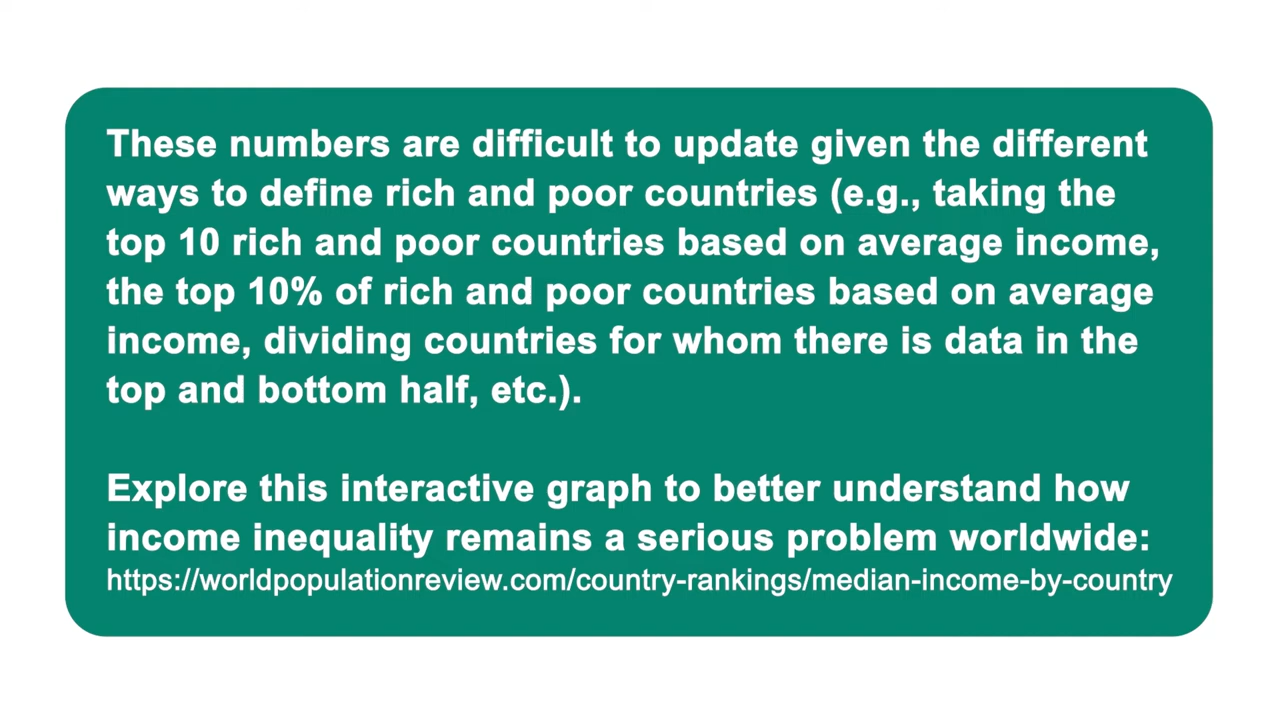 These numbers are difficult to update given the different
ways to define rich and poor countries (e.g., taking the
top 10 rich and poor countries based on average income,
the top 10% of rich and poor countries based on average
income, dividing countries for whom there is data in the
top and bottom half, etc.).
Explore this interactive graph to better understand how
income inequality remains a serious problem worldwide:
https://worldpopulationreview.com/country-rankings/median-income-by-country